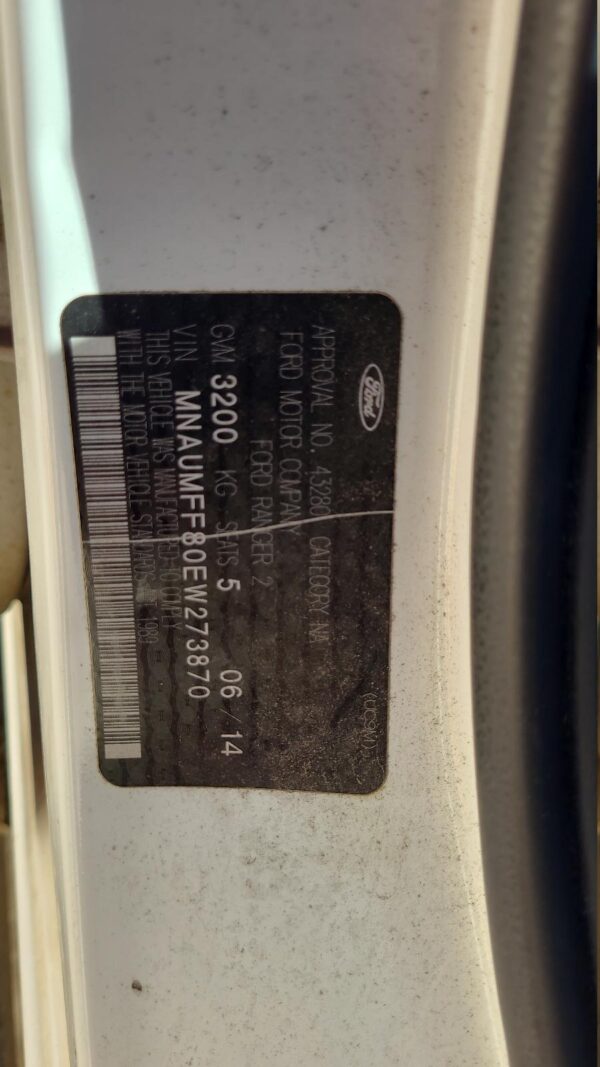 Ford
APPROVAL NO. 43280 CATEGORY NA
FORD MOTOR COMPANY
FORD RANGER 2
GVM 3200 KG SEATS 5 06 / 14
VIN MNAUMFF80EW273870
THIS VEHICLE WAS MANUFACTURED TO COMPLY
WITH THE MOTOR VEHICLE STANDARDS ACT 1989